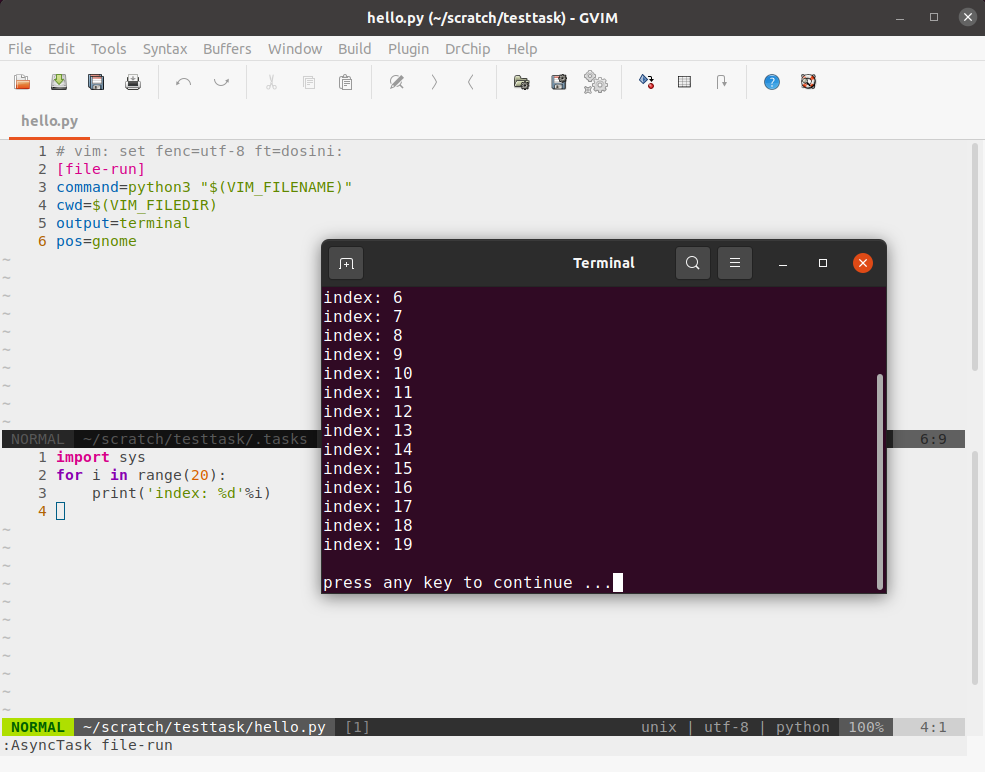 hello.py (~/scratch/testtask) - GVIM
File Edit Tools Syntax Buffers Window Build Plugin DrChip Help
hello.py
1 # vim: set fenc=utf-8 ft=dosini:
2 [file-run]
3 command=python3 "$(VIM_FILENAME)"
4 cwd=$(VIM_FILEDIR)
5 output=terminal
6 pos=gnome
~
~
~
~
~
~
~
~
~
~
NORMAL ~/scratch/testtask/.tasks 6:9
1 import sys
2 for i in range(20):
3     print('index: %d'%i)
4
~
~
~
~
~
~
~
~
~
~
~
NORMAL ~/scratch/testtask/hello.py [1] unix | utf-8 | python 100% 4:1
:AsyncTask file-run
Terminal
index: 6
index: 7
index: 8
index: 9
index: 10
index: 11
index: 12
index: 13
index: 14
index: 15
index: 16
index: 17
index: 18
index: 19
press any key to continue ...